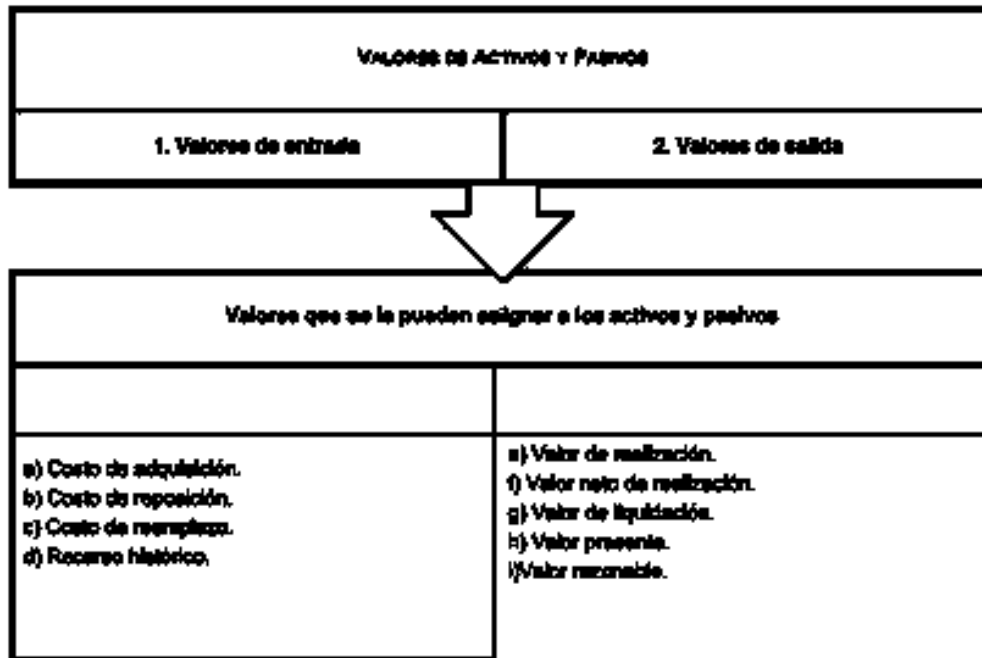 VALORES DE ACTIVOS Y PASIVOS
1. Valores de entrada
2. Valores de salida
Valores que se le pueden asignar a los activos y pasivos
a) Costo de adquisición.
b) Costo de reposición.
c) Costo de reemplazo.
d) Recurso histórico.
e) Valor de realización.
f) Valor neto de realización.
g) Valor de liquidación.
h) Valor presente.
i)Valor razonable.